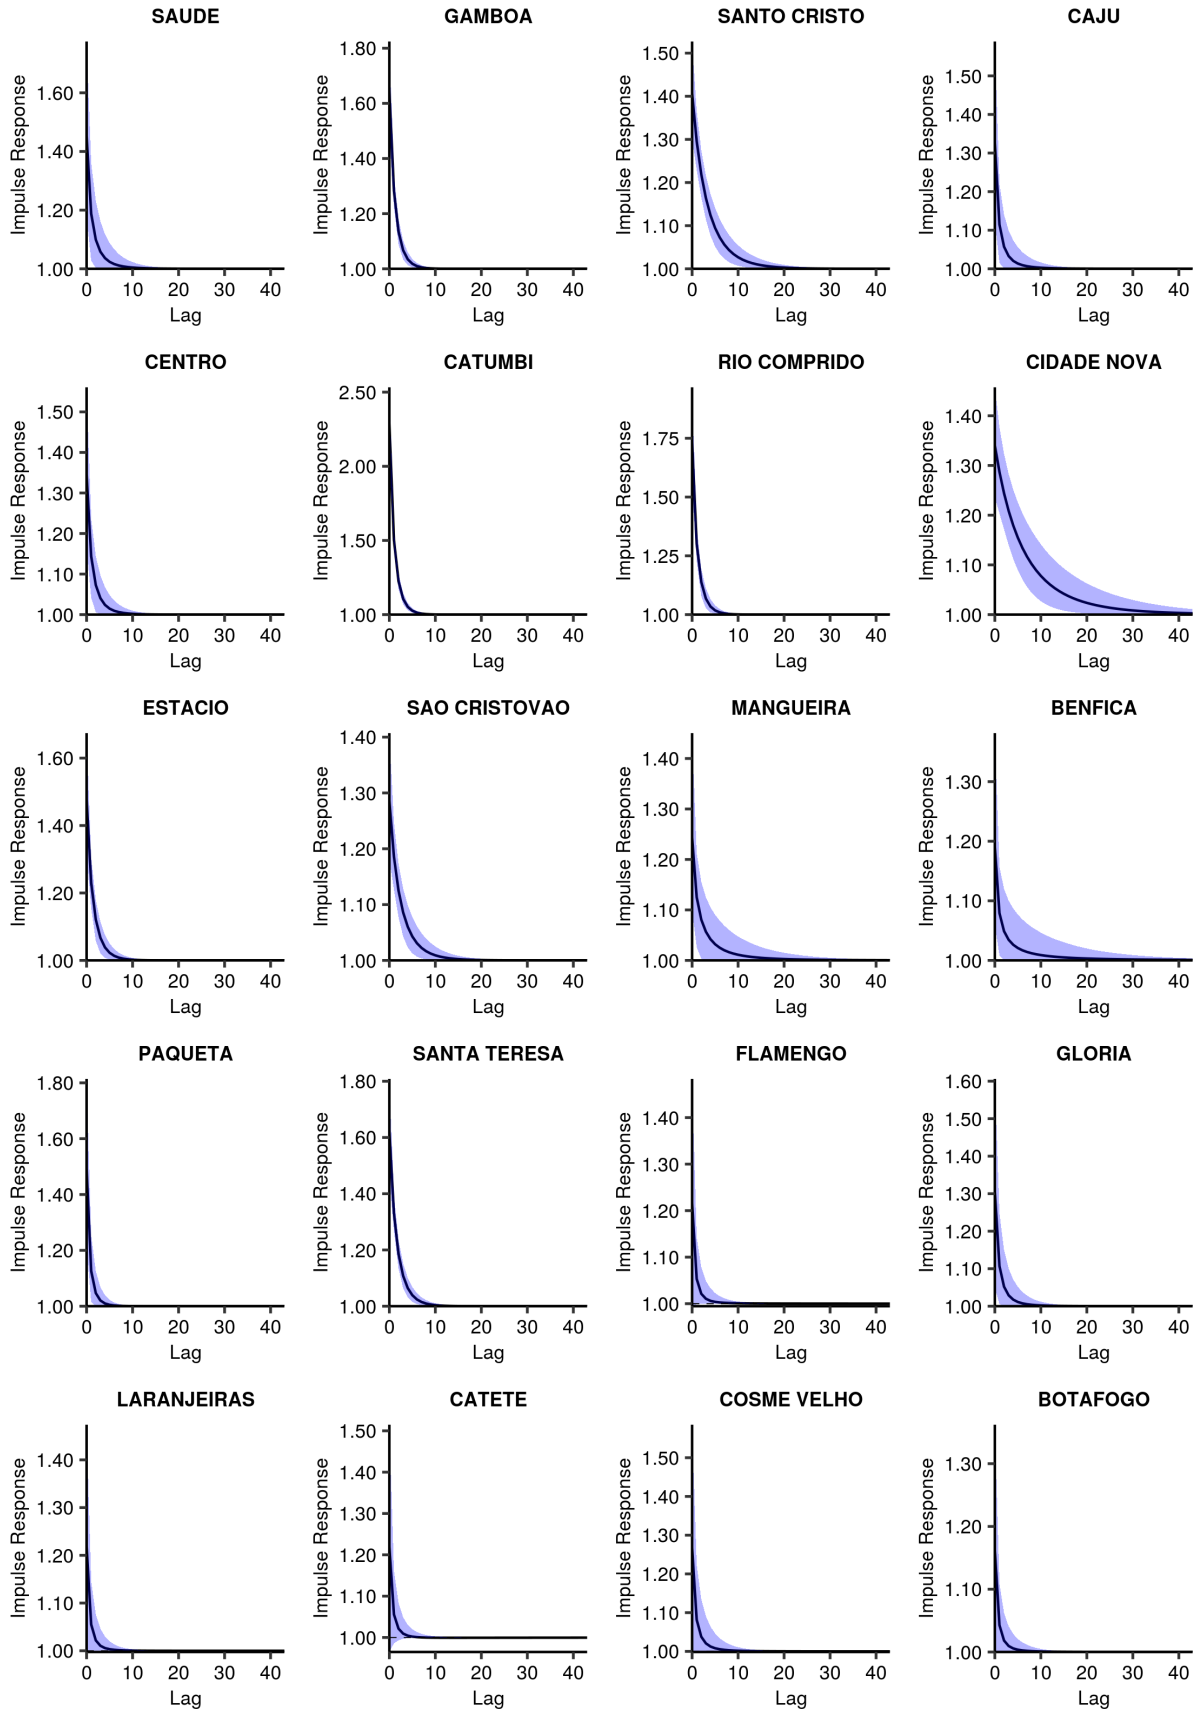 SAUDE GAMBOA SANTO CRISTO CAJU
Impulse Response Impulse Response Impulse Response Impulse Response
1.60 1.80 1.50 1.50
1.40 1.60 1.40 1.40
1.20 1.40 1.30 1.30
1.00 1.20 1.20 1.20
1.00 1.10 1.10
1.00 1.00
0 10 20 30 40 0 10 20 30 40 0 10 20 30 40 0 10 20 30 40
Lag Lag Lag Lag
CENTRO CATUMBI RIO COMPRIDO CIDADE NOVA
Impulse Response Impulse Response Impulse Response Impulse Response
1.50 2.50 1.75 1.40
1.40 2.00 1.50 1.30
1.30 1.50 1.25 1.20
1.20 1.00 1.00 1.10
1.10 1.00
1.00
0 10 20 30 40 0 10 20 30 40 0 10 20 30 40 0 10 20 30 40
Lag Lag Lag Lag
ESTACIO SAO CRISTOVAO MANGUEIRA BENFICA
Impulse Response Impulse Response Impulse Response Impulse Response
1.60 1.40 1.40 1.30
1.40 1.30 1.30 1.20
1.20 1.20 1.20 1.10
1.00 1.10 1.10 1.00
1.00 1.00
0 10 20 30 40 0 10 20 30 40 0 10 20 30 40 0 10 20 30 40
Lag Lag Lag Lag
PAQUETA SANTA TERESA FLAMENGO GLORIA
Impulse Response Impulse Response Impulse Response Impulse Response
1.80 1.80 1.40 1.60
1.60 1.60 1.30 1.50
1.40 1.40 1.20 1.40
1.20 1.20 1.10 1.30
1.00 1.00 1.00 1.20
1.10
1.00
0 10 20 30 40 0 10 20 30 40 0 10 20 30 40 0 10 20 30 40
Lag Lag Lag Lag
LARANJEIRAS CATETE COSME VELHO BOTAFOGO
Impulse Response Impulse Response Impulse Response Impulse Response
1.40 1.50 1.50 1.30
1.30 1.40 1.40 1.20
1.20 1.30 1.30 1.10
1.10 1.20 1.20 1.00
1.00 1.10 1.10
1.00 1.00
0 10 20 30 40 0 10 20 30 40 0 10 20 30 40 0 10 20 30 40
Lag Lag Lag Lag